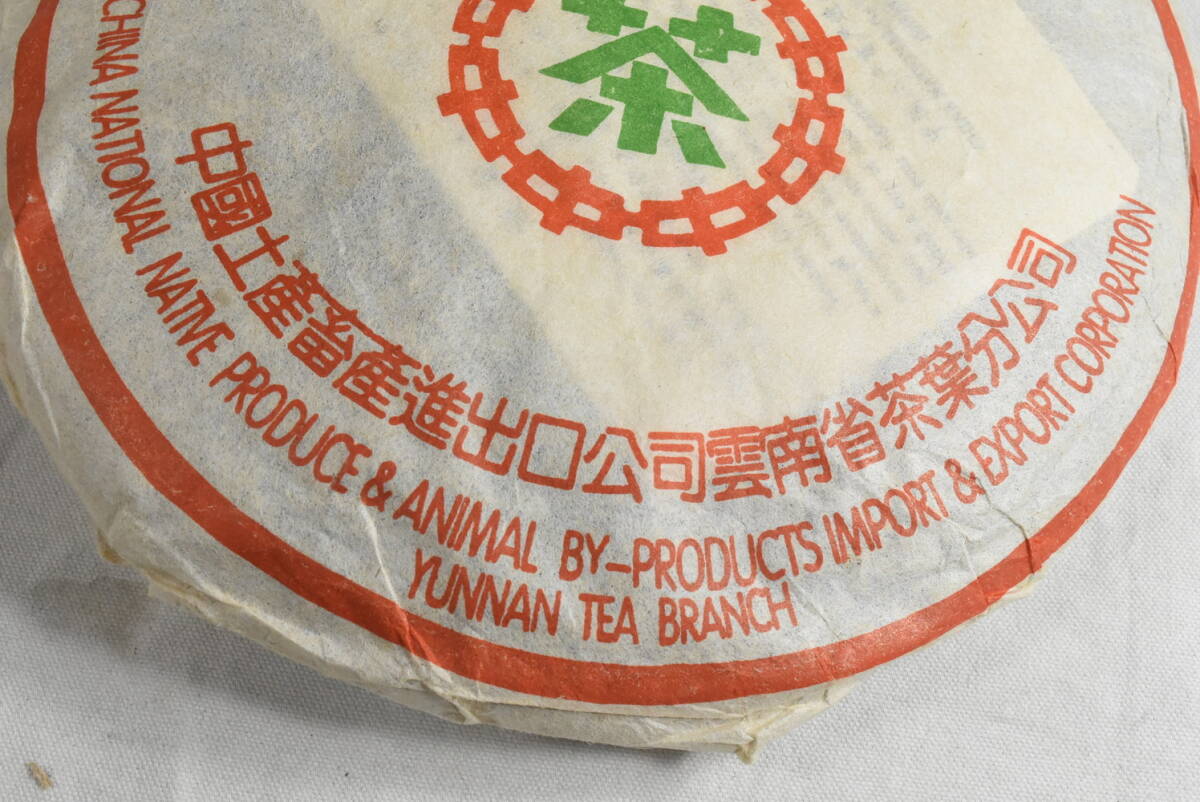 茶
中國土產畜產進出口公司雲南省茶葉分公司
CHINA NATIONAL NATIVE PRODUCE & ANIMAL BY-PRODUCTS IMPORT & EXPORT CORPORATION
YUNNAN TEA BRANCH